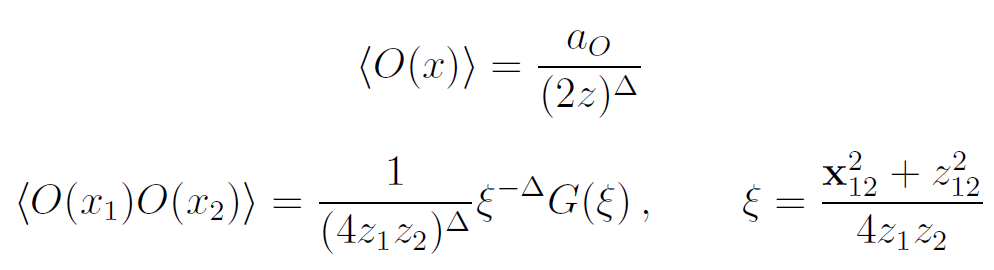 ⟨O(x)⟩ = a_O / (2z)^Δ
⟨O(x_1)O(x_2)⟩ = 1 / (4z_1z_2)^Δ ξ^{-Δ} G(ξ) , ξ = (𝐱_{12}^2 + z_{12}^2) / 4z_1z_2